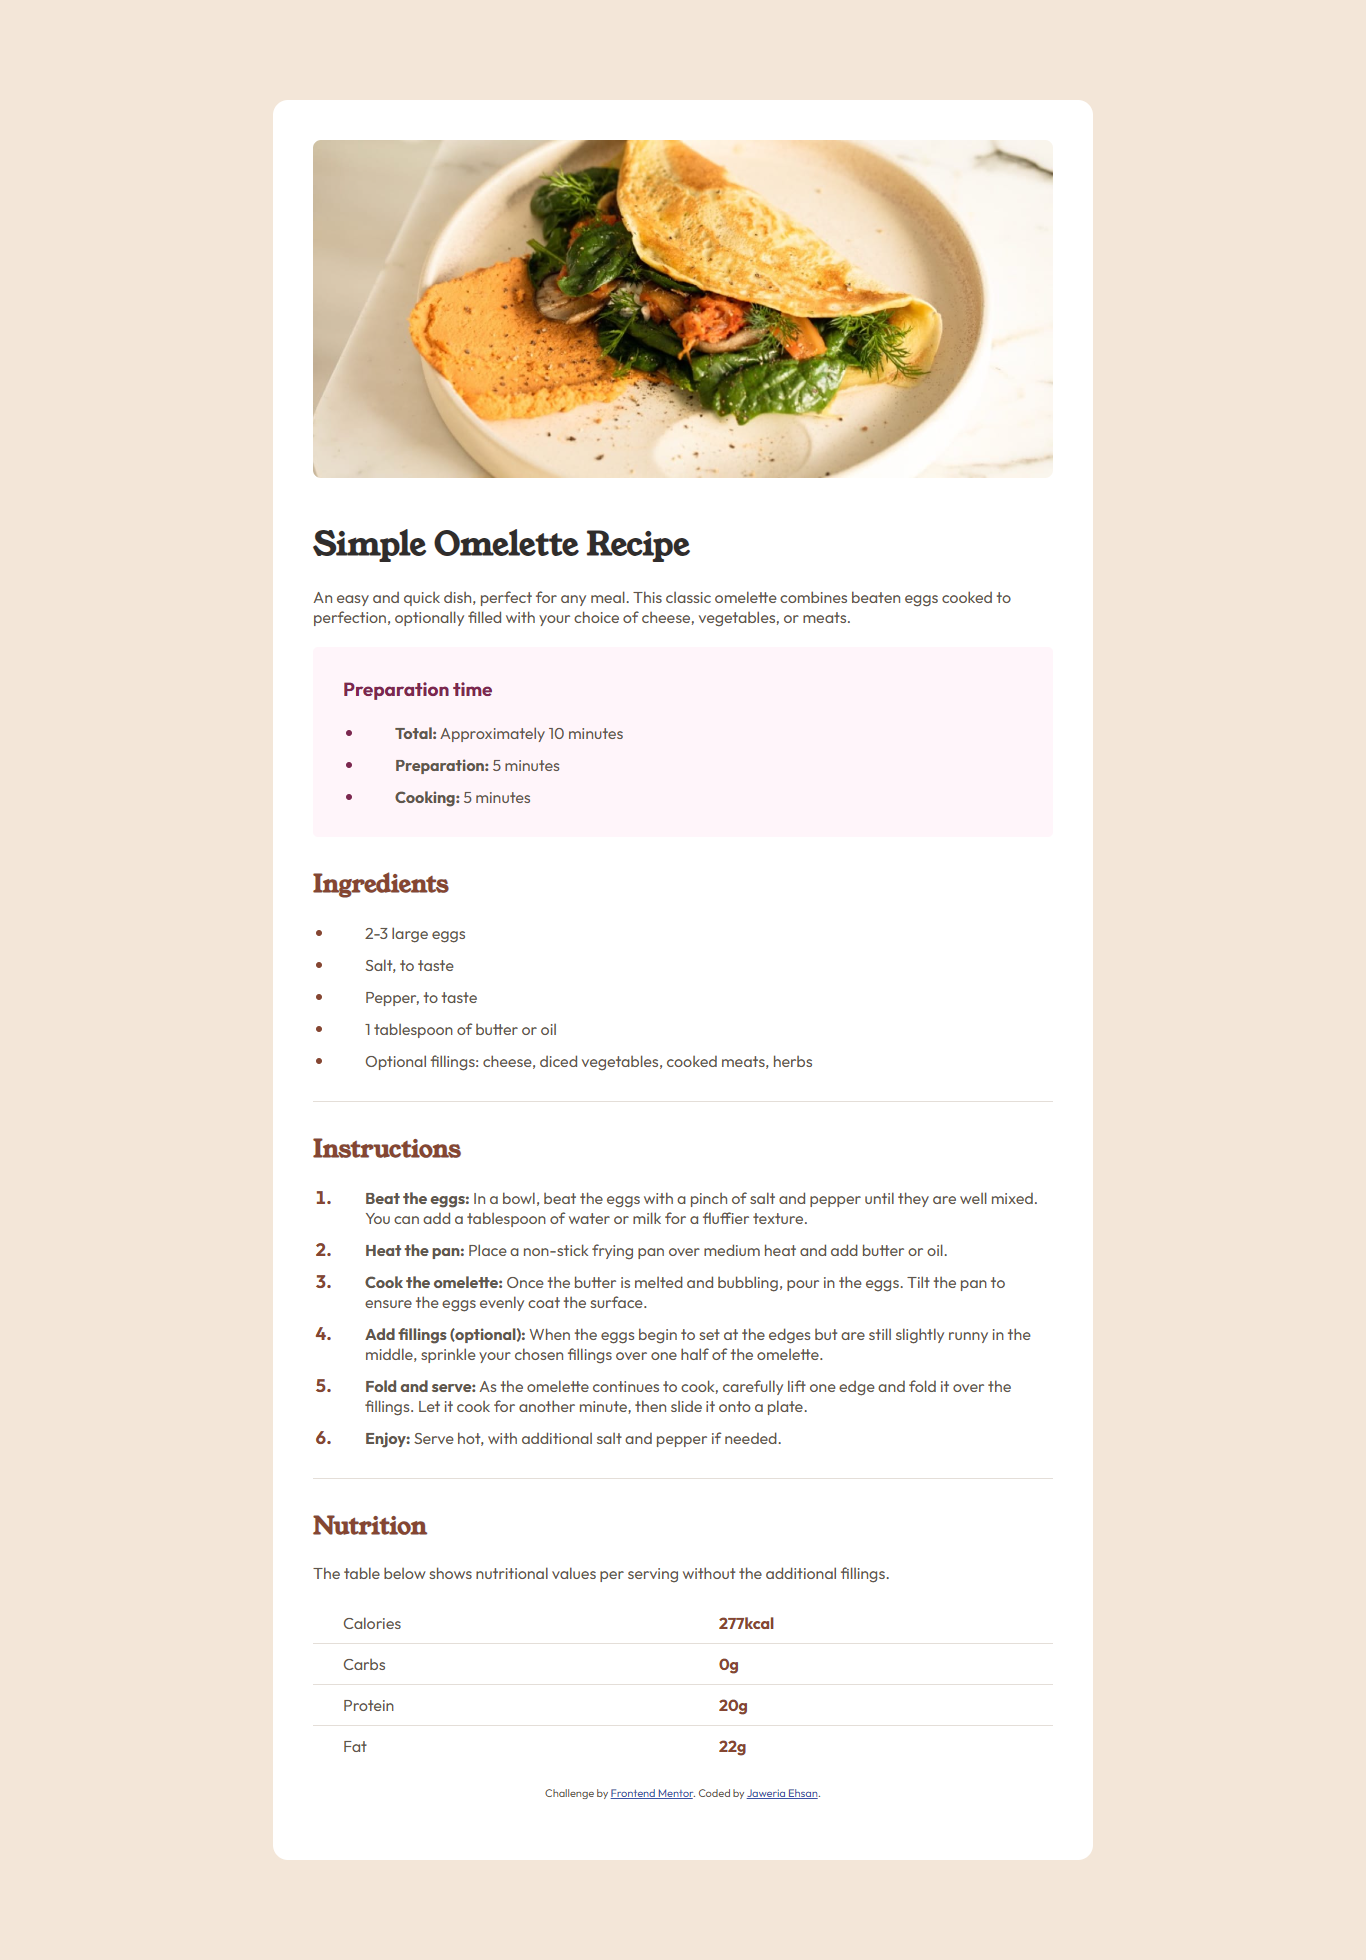 Simple Omelette Recipe
An easy and quick dish, perfect for any meal. This classic omelette combines beaten eggs cooked to
perfection, optionally filled with your choice of cheese, vegetables, or meats.
Preparation time
• Total: Approximately 10 minutes
• Preparation: 5 minutes
• Cooking: 5 minutes
Ingredients
• 2-3 large eggs
• Salt, to taste
• Pepper, to taste
• 1 tablespoon of butter or oil
• Optional fillings: cheese, diced vegetables, cooked meats, herbs
Instructions
1. Beat the eggs: In a bowl, beat the eggs with a pinch of salt and pepper until they are well mixed.
You can add a tablespoon of water or milk for a fluffier texture.
2. Heat the pan: Place a non-stick frying pan over medium heat and add butter or oil.
3. Cook the omelette: Once the butter is melted and bubbling, pour in the eggs. Tilt the pan to
ensure the eggs evenly coat the surface.
4. Add fillings (optional): When the eggs begin to set at the edges but are still slightly runny in the
middle, sprinkle your chosen fillings over one half of the omelette.
5. Fold and serve: As the omelette continues to cook, carefully lift one edge and fold it over the
fillings. Let it cook for another minute, then slide it onto a plate.
6. Enjoy: Serve hot, with additional salt and pepper if needed.
Nutrition
The table below shows nutritional values per serving without the additional fillings.
Calories 277kcal
Carbs 0g
Protein 20g
Fat 22g
Challenge by Frontend Mentor. Coded by Jaweria Ehsan.